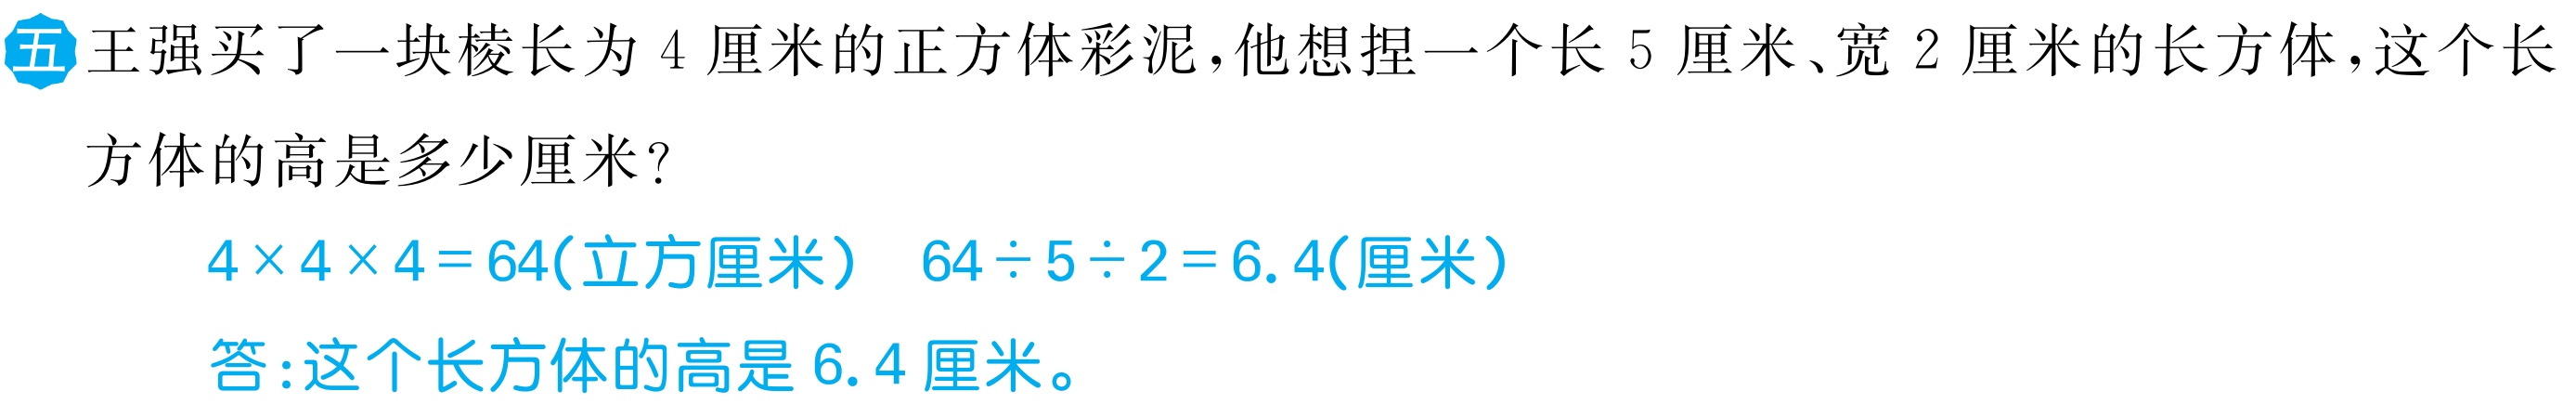 五 王强买了一块棱长为 4 厘米的正方体彩泥,他想捏一个长 5 厘米、宽 2 厘米的长方体,这个长
方体的高是多少厘米?
4×4×4=64(立方厘米) 64÷5÷2=6.4(厘米)
答:这个长方体的高是 6.4 厘米。